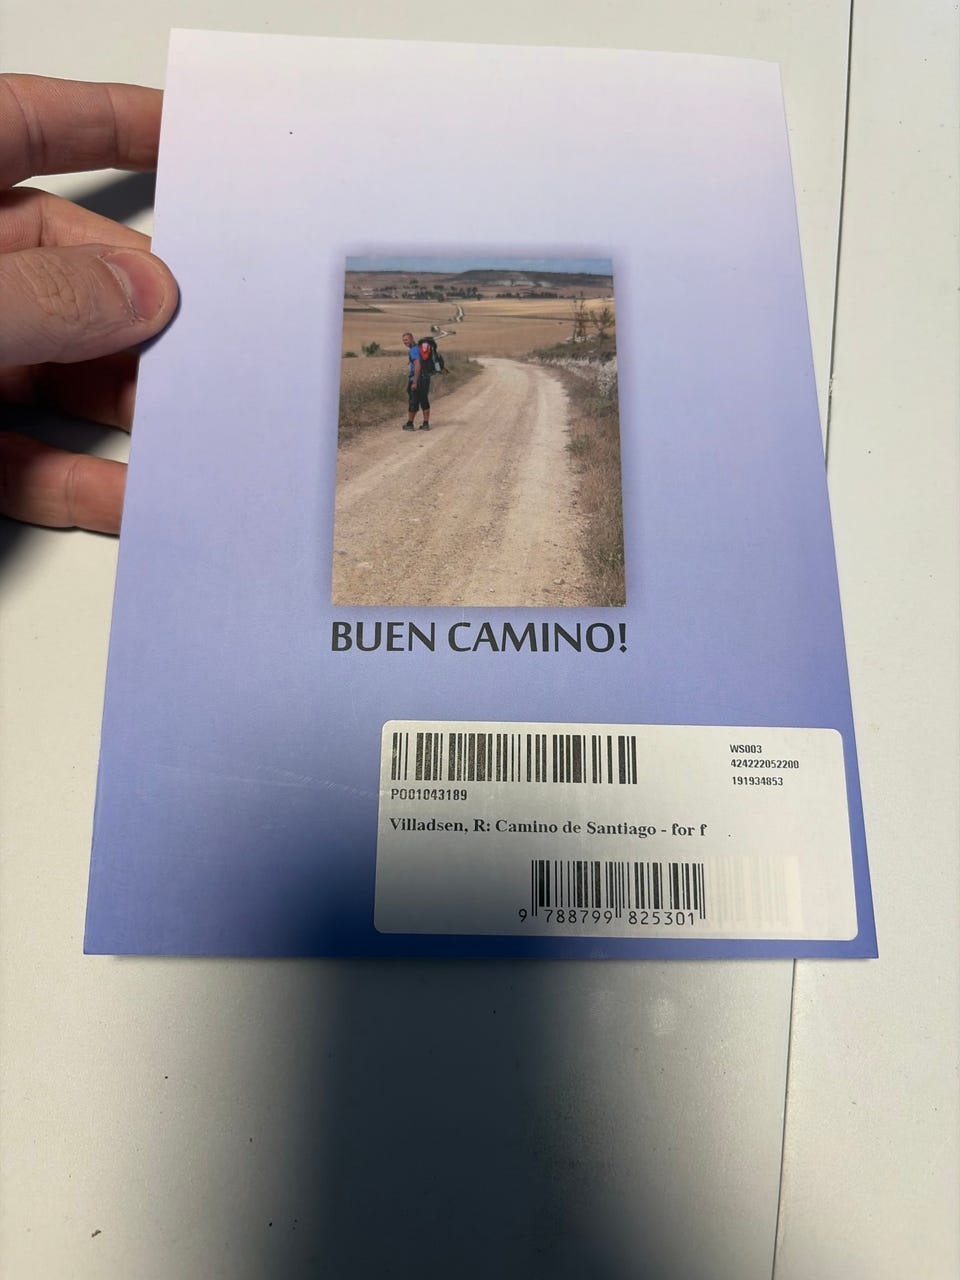 BUEN CAMINO!
WS003
424222052200
191934853
P001043189
Villadsen, R: Camino de Santiago - for f
9 788799 825301